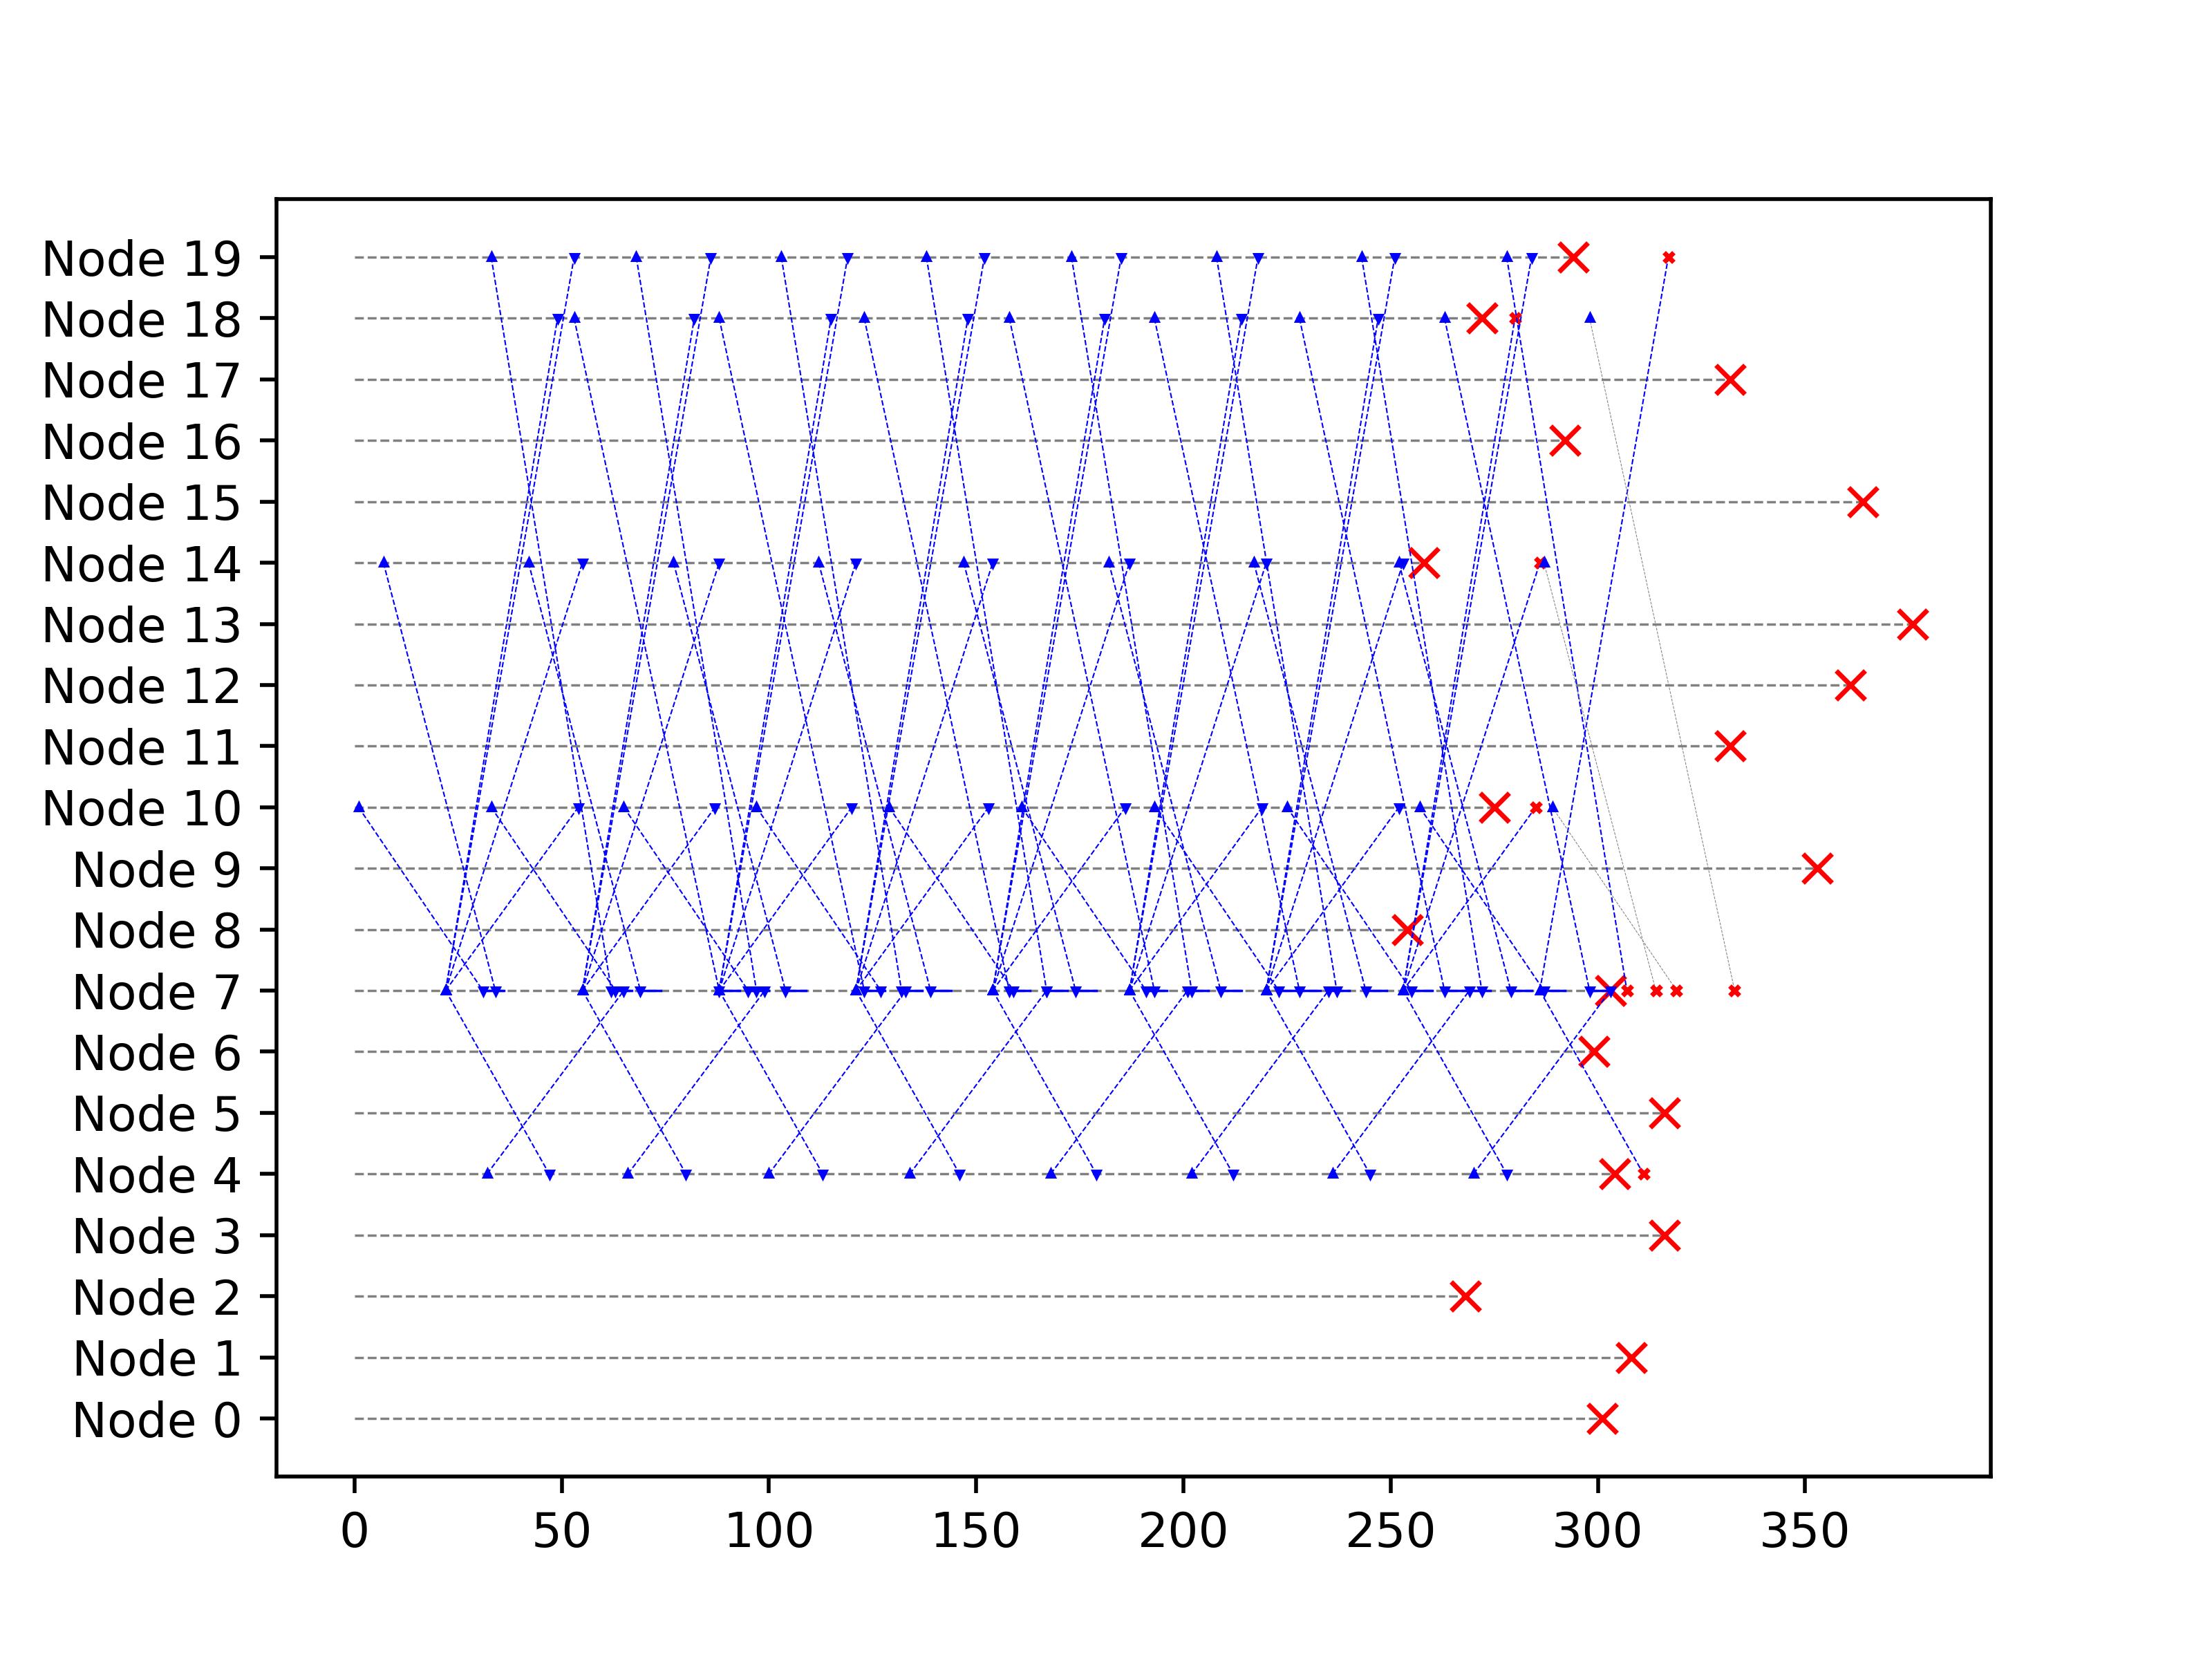 Node 19
Node 18
Node 17
Node 16
Node 15
Node 14
Node 13
Node 12
Node 11
Node 10
Node 9
Node 8
Node 7
Node 6
Node 5
Node 4
Node 3
Node 2
Node 1
Node 0
0 50 100 150 200 250 300 350